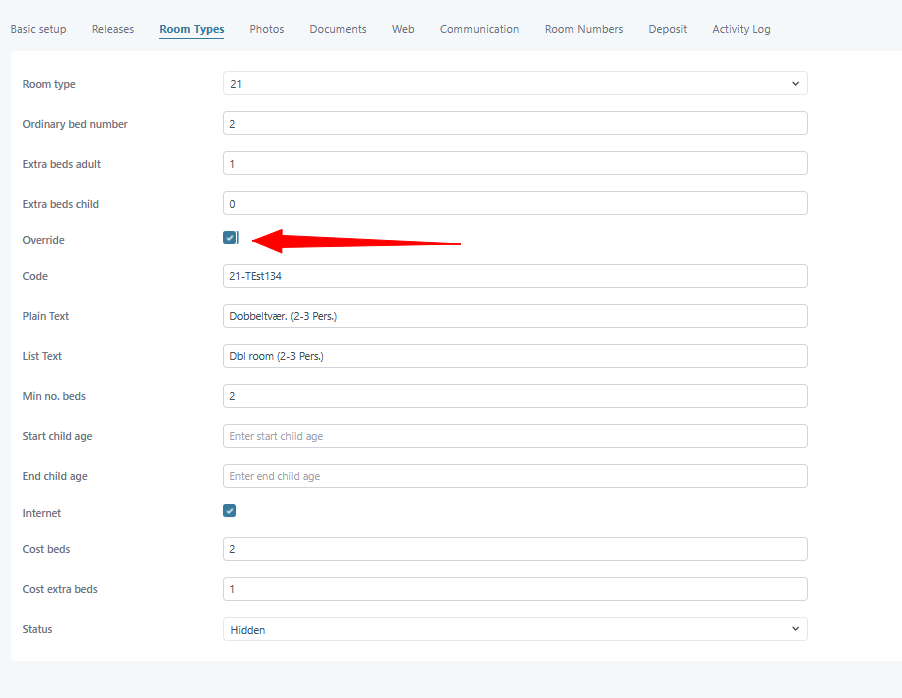 Basic setup Releases Room Types Photos Documents Web Communication Room Numbers Deposit Activity Log
Room type 21
Ordinary bed number 2
Extra beds adult 1
Extra beds child 0
Override
Code 21-TEst134
Plain Text Dobbeltvær. (2-3 Pers.)
List Text Dbl room (2-3 Pers.)
Min no. beds 2
Start child age Enter start child age
End child age Enter end child age
Internet
Cost beds 2
Cost extra beds 1
Status Hidden